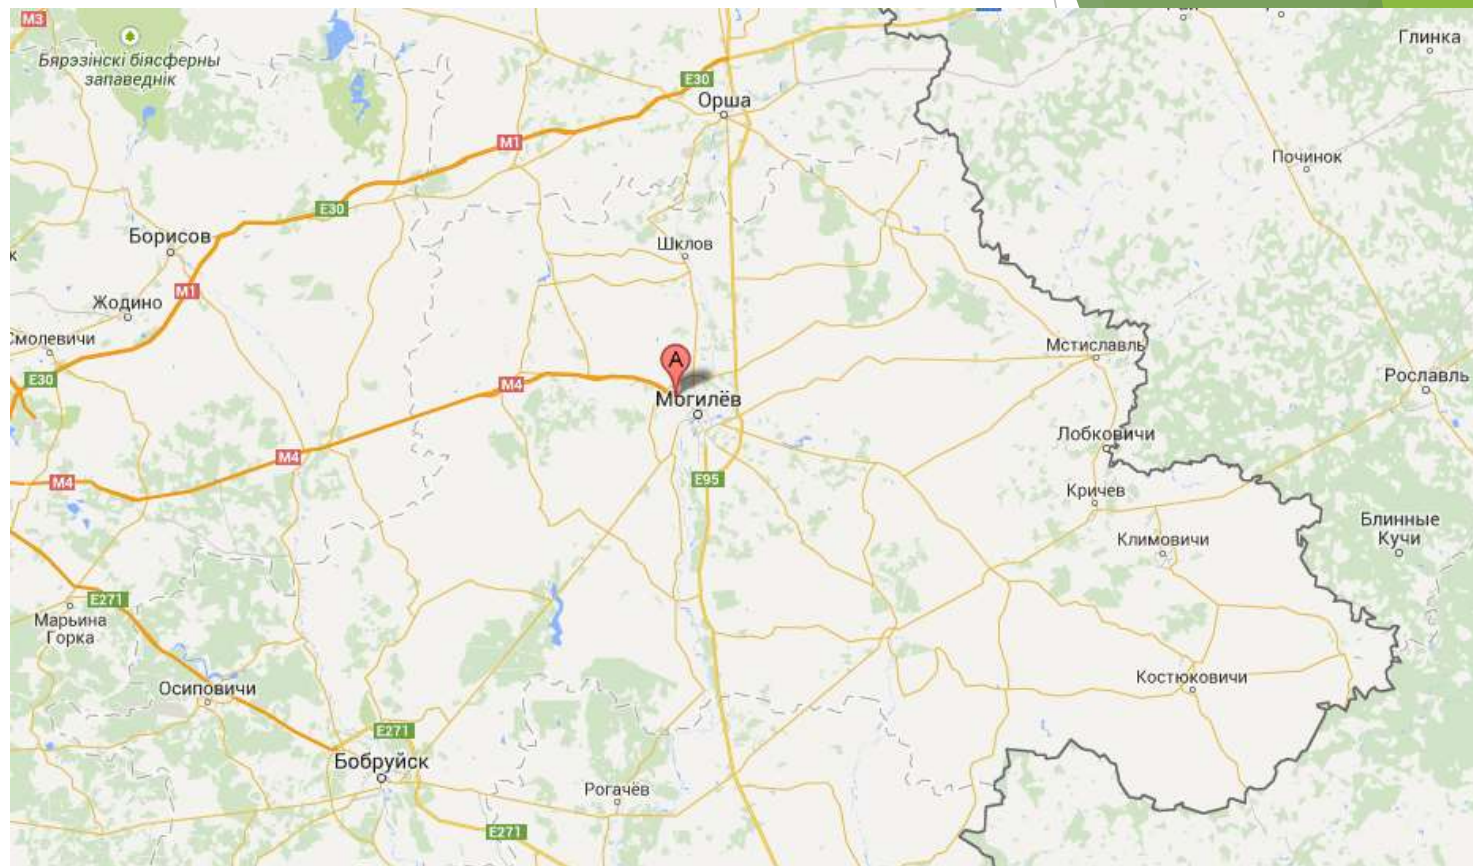 M3
Глинка
Бярэзінскі біясферны
запаведнік
E30
Орша
M1
Починок
E30
Борисов
Шклов
M1
Жодино
Смолевичи
Мстиславль
E30
A
M4
Рославль
Могилёв
Лобковичи
M4
E95
M4
Кричев
Блинные
Кучи
Климовичи
E271
Марьина
Горка
Костюковичи
Осиповичи
E271
Бобруйск
Рогачёв
E271